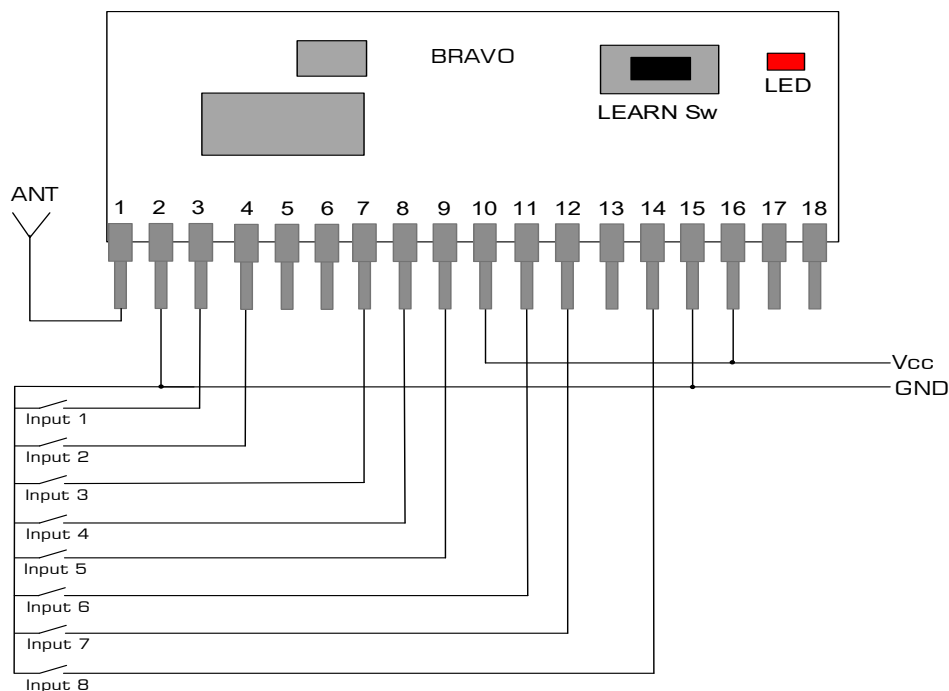 BRAVO
LED
LEARN Sw
ANT
1 2 3 4 5 6 7 8 9 10 11 12 13 14 15 16 17 18
Vcc
GND
Input 1
Input 2
Input 3
Input 4
Input 5
Input 6
Input 7
Input 8